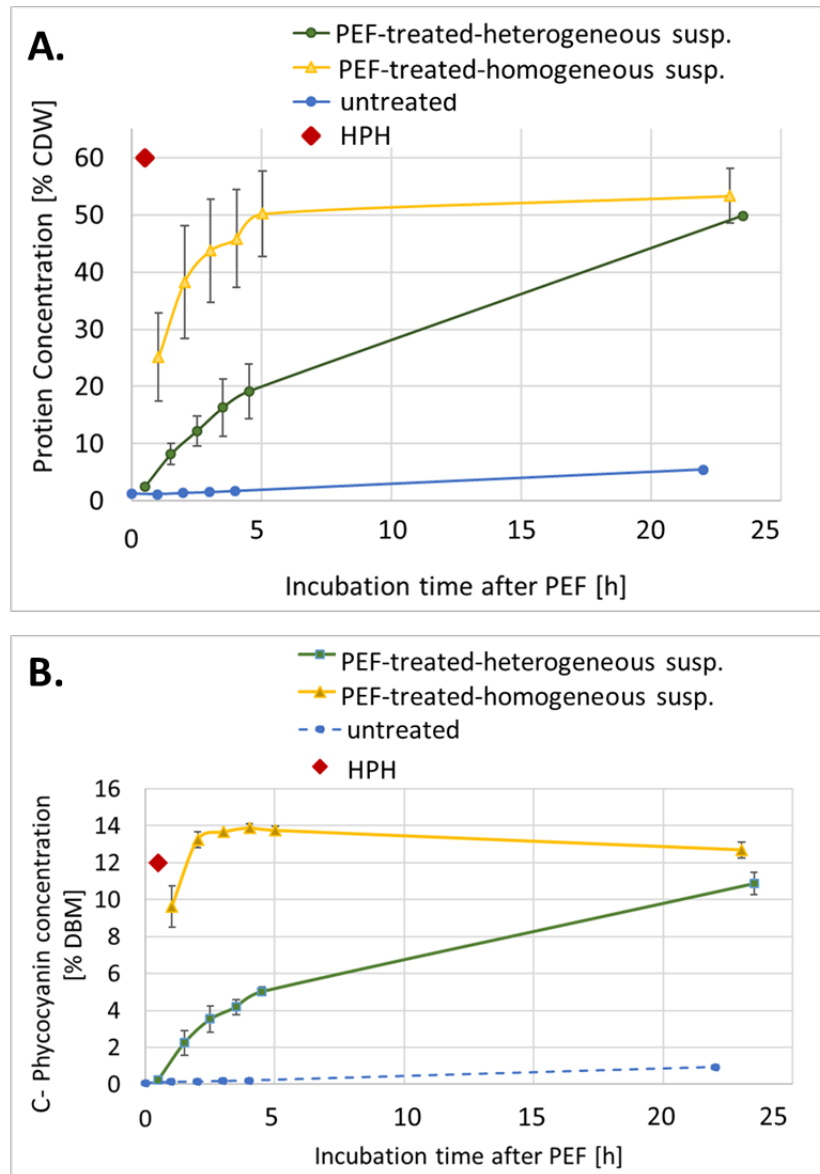 A.
PEF-treated-heterogeneous susp.
PEF-treated-homogeneous susp.
untreated
HPH
Protien Concentration [% CDW]
60
50
40
30
20
10
0
0 5 10 15 20 25
Incubation time after PEF [h]
B.
PEF-treated-heterogeneous susp.
PEF-treated-homogeneous susp.
untreated
HPH
C- Phycocyanin concentration
[% DBM]
16
14
12
10
8
6
4
2
0
0 5 10 15 20 25
Incubation time after PEF [h]